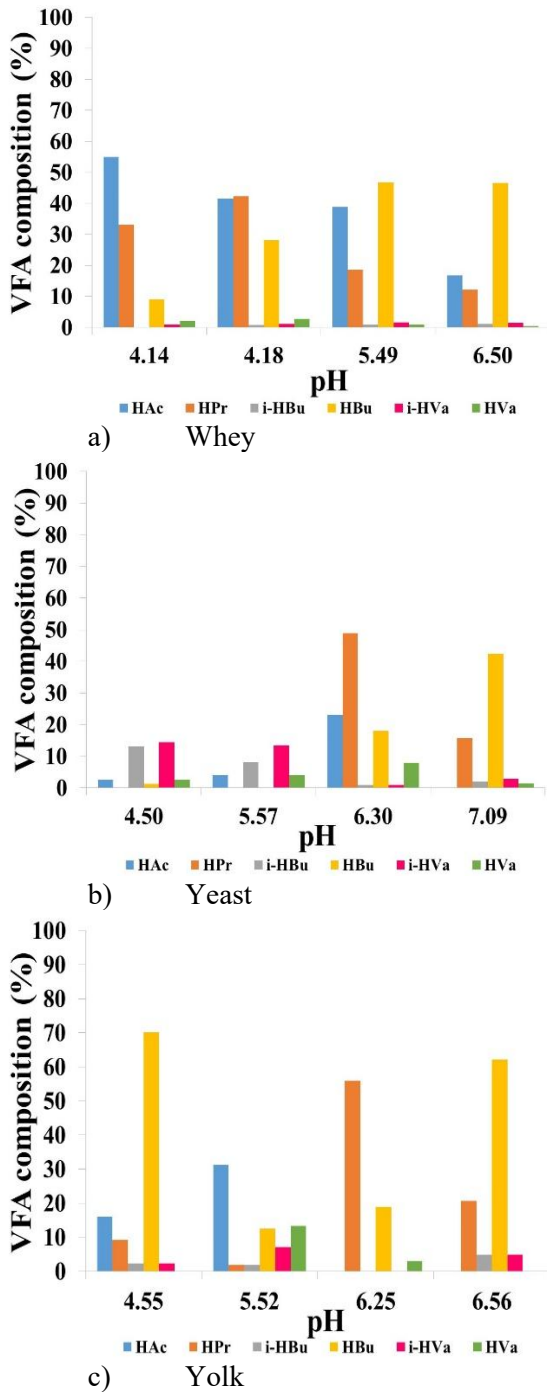 100
90
80
70
60
50
40
30
20
10
0
VFA composition (%)
4.14 4.18 5.49 6.50
pH
HAc HPr i-HBu HBu i-HVa HVa
a) Whey
100
90
80
70
60
50
40
30
20
10
0
VFA composition (%)
4.50 5.57 6.30 7.09
pH
HAc HPr i-HBu HBu i-HVa HVa
b) Yeast
100
90
80
70
60
50
40
30
20
10
0
VFA composition (%)
4.55 5.52 6.25 6.56
pH
HAc HPr i-HBu HBu i-HVa HVa
c) Yolk